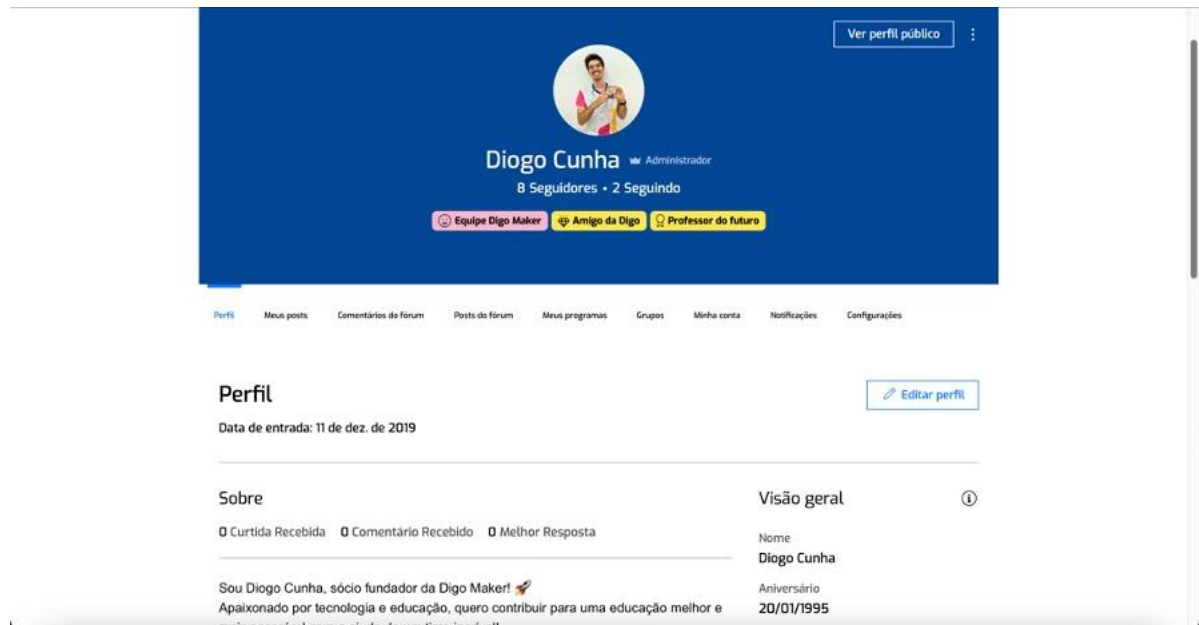 Ver perfil público
Diogo Cunha Administrador
8 Seguidores • 2 Seguindo
Equipe Digo Maker Amigo da Digo Professor do futuro
Perfil Meus posts Comentários do fórum Posts do fórum Meus programas Grupos Minha conta Notificações Configurações
Perfil
Editar perfil
Data de entrada: 11 de dez. de 2019
Sobre
0 Curtida Recebida 0 Comentário Recebido 0 Melhor Resposta
Sou Diogo Cunha, sócio fundador da Digo Maker! 🚀
Apaixonado por tecnologia e educação, quero contribuir para uma educação melhor e
Visão geral
Nome
Diogo Cunha
Aniversário
20/01/1995